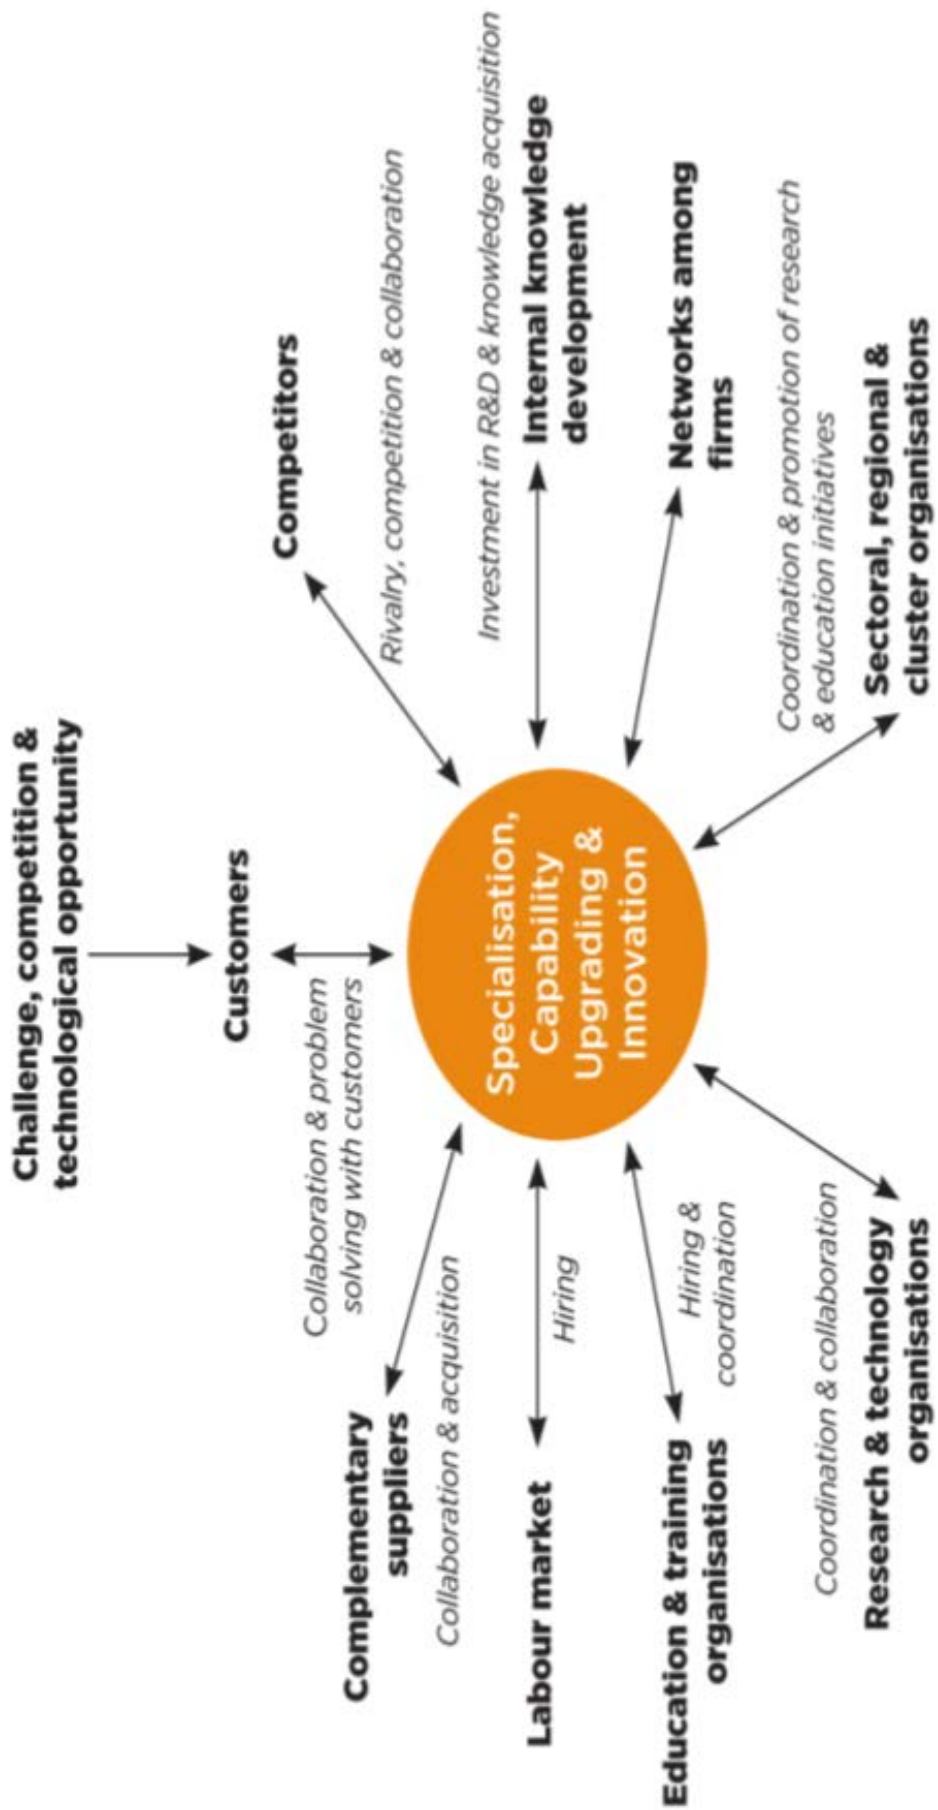 Challenge, competition &
technological opportunity
Customers
Collaboration & problem
solving with customers
Competitors
Rivalry, competition & collaboration
Complementary
suppliers
Collaboration & acquisition
Investment in R&D & knowledge acquisition
Internal knowledge
development
Specialisation,
Capability
Upgrading &
Innovation
Labour market
Hiring
Networks among
firms
Education & training
organisations
Hiring &
coordination
Coordination & promotion of research
& education initiatives
Sectoral, regional &
cluster organisations
Coordination & collaboration
Research & technology
organisations